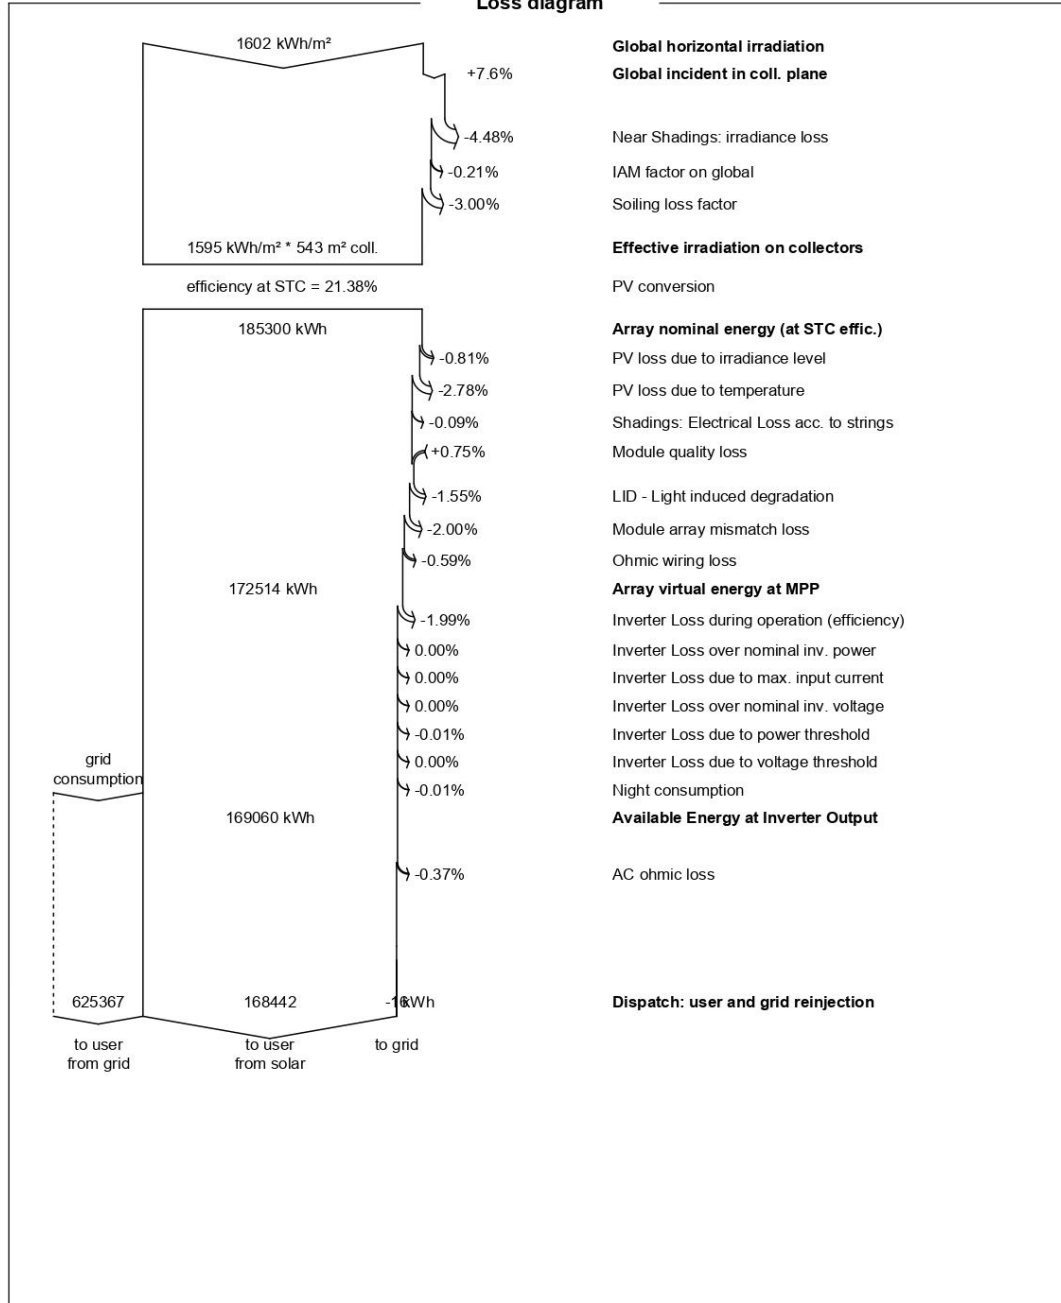 Loss diagram
1602 kWh/m² Global horizontal irradiation
+7.6% Global incident in coll. plane
-4.48% Near Shadings: irradiance loss
-0.21% IAM factor on global
-3.00% Soiling loss factor
1595 kWh/m² * 543 m² coll. Effective irradiation on collectors
efficiency at STC = 21.38% PV conversion
185300 kWh Array nominal energy (at STC effic.)
-0.81% PV loss due to irradiance level
-2.78% PV loss due to temperature
-0.09% Shadings: Electrical Loss acc. to strings
+0.75% Module quality loss
-1.55% LID - Light induced degradation
-2.00% Module array mismatch loss
-0.59% Ohmic wiring loss
172514 kWh Array virtual energy at MPP
-1.99% Inverter Loss during operation (efficiency)
0.00% Inverter Loss over nominal inv. power
0.00% Inverter Loss due to max. input current
0.00% Inverter Loss over nominal inv. voltage
-0.01% Inverter Loss due to power threshold
grid
consumption
0.00% Inverter Loss due to voltage threshold
-0.01% Night consumption
169060 kWh Available Energy at Inverter Output
-0.37% AC ohmic loss
625367 168442 kWh Dispatch: user and grid reinjection
to user to user to grid
from grid from solar